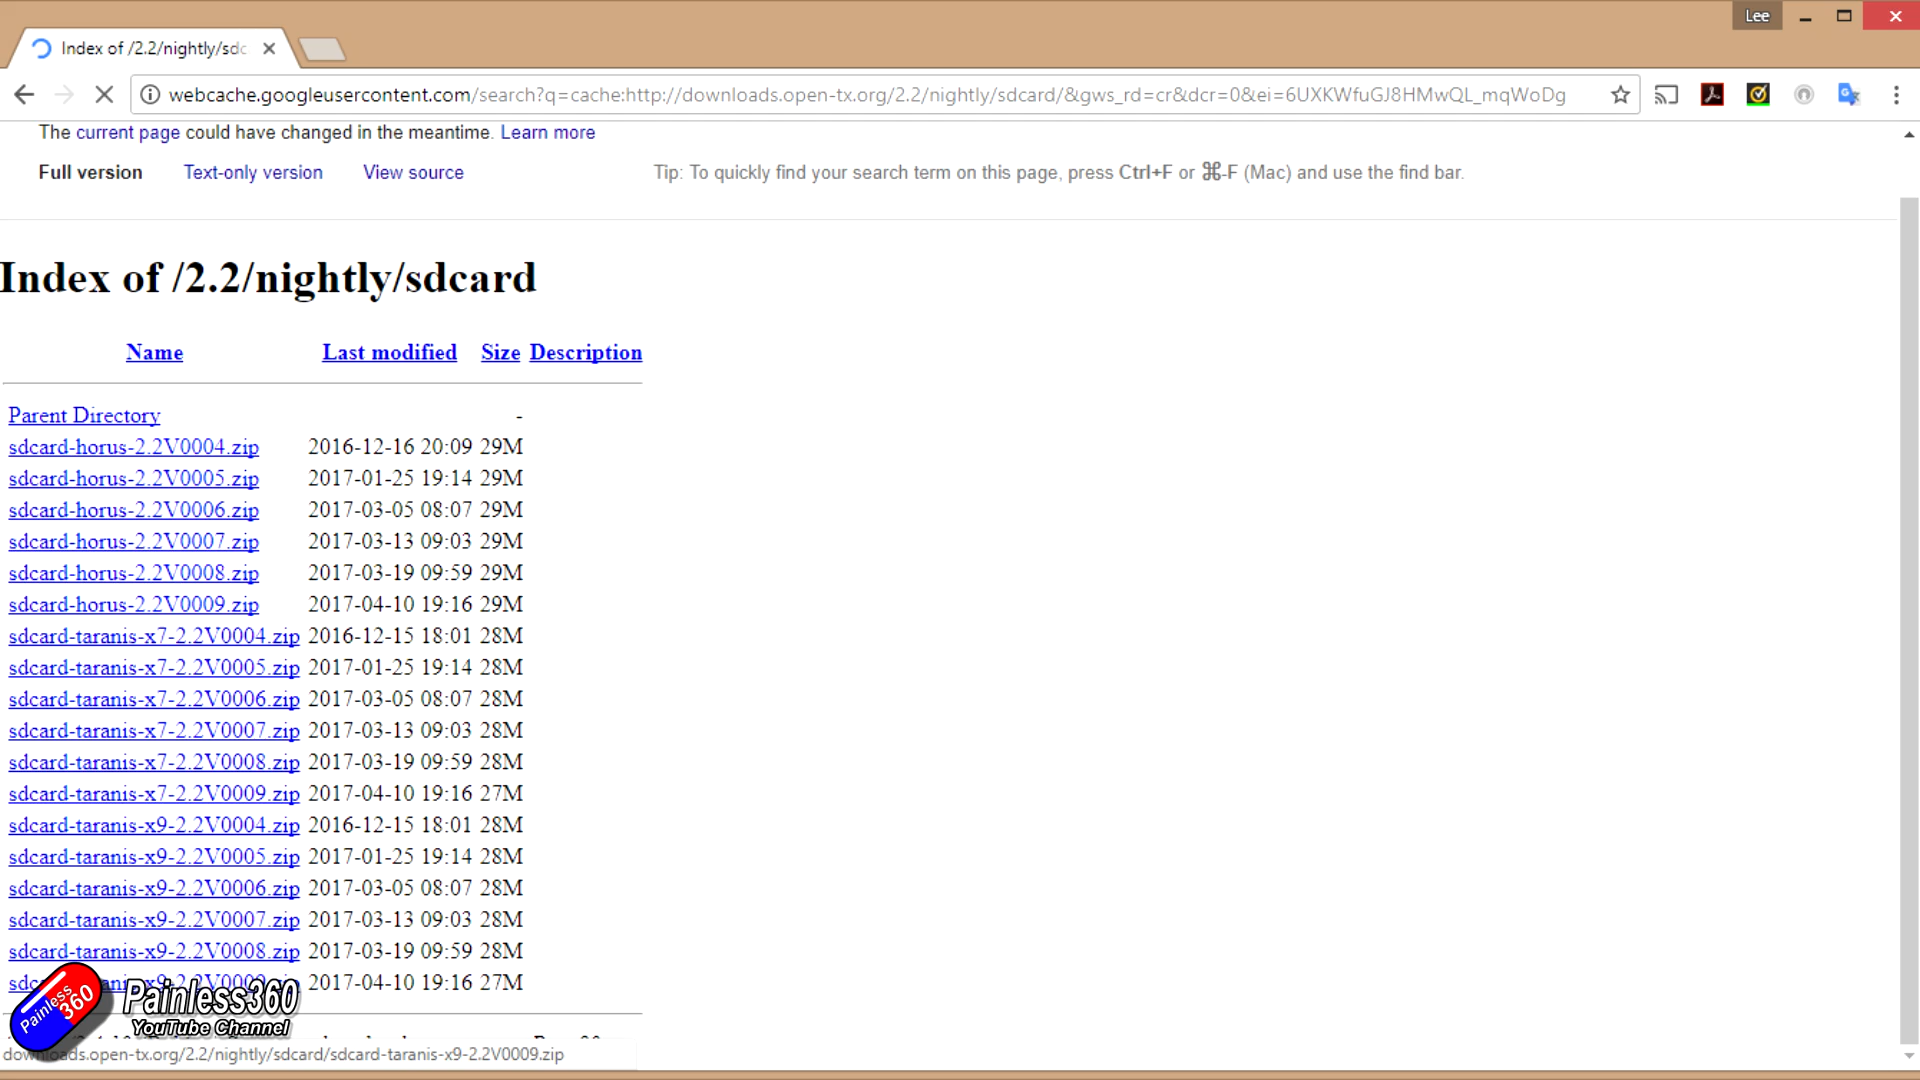 Lee
Index of /2.2/nightly/sdc
webcache.googleusercontent.com/search?q=cache:http://downloads.open-tx.org/2.2/nightly/sdcard/&gws_rd=cr&dcr=0&ei=6UXKWfuGJ8HMwQL_mqWoDg
The current page could have changed in the meantime. Learn more
Full version Text-only version View source Tip: To quickly find your search term on this page, press Ctrl+F or ⌘-F (Mac) and use the find bar.
Index of /2.2/nightly/sdcard
Name Last modified Size Description
Parent Directory -
sdcard-horus-2.2V0004.zip 2016-12-16 20:09 29M
sdcard-horus-2.2V0005.zip 2017-01-25 19:14 29M
sdcard-horus-2.2V0006.zip 2017-03-05 08:07 29M
sdcard-horus-2.2V0007.zip 2017-03-13 09:03 29M
sdcard-horus-2.2V0008.zip 2017-03-19 09:59 29M
sdcard-horus-2.2V0009.zip 2017-04-10 19:16 29M
sdcard-taranis-x7-2.2V0004.zip 2016-12-15 18:01 28M
sdcard-taranis-x7-2.2V0005.zip 2017-01-25 19:14 28M
sdcard-taranis-x7-2.2V0006.zip 2017-03-05 08:07 28M
sdcard-taranis-x7-2.2V0007.zip 2017-03-13 09:03 28M
sdcard-taranis-x7-2.2V0008.zip 2017-03-19 09:59 28M
sdcard-taranis-x7-2.2V0009.zip 2017-04-10 19:16 27M
sdcard-taranis-x9-2.2V0004.zip 2016-12-15 18:01 28M
sdcard-taranis-x9-2.2V0005.zip 2017-01-25 19:14 28M
sdcard-taranis-x9-2.2V0006.zip 2017-03-05 08:07 28M
sdcard-taranis-x9-2.2V0007.zip 2017-03-13 09:03 28M
sdcard-taranis-x9-2.2V0008.zip 2017-03-19 09:59 28M
2017-04-10 19:16 27M
Painless 360
Painless360
YouTube Channel
downloads.open-tx.org/2.2/nightly/sdcard/sdcard-taranis-x9-2.2V0009.zip